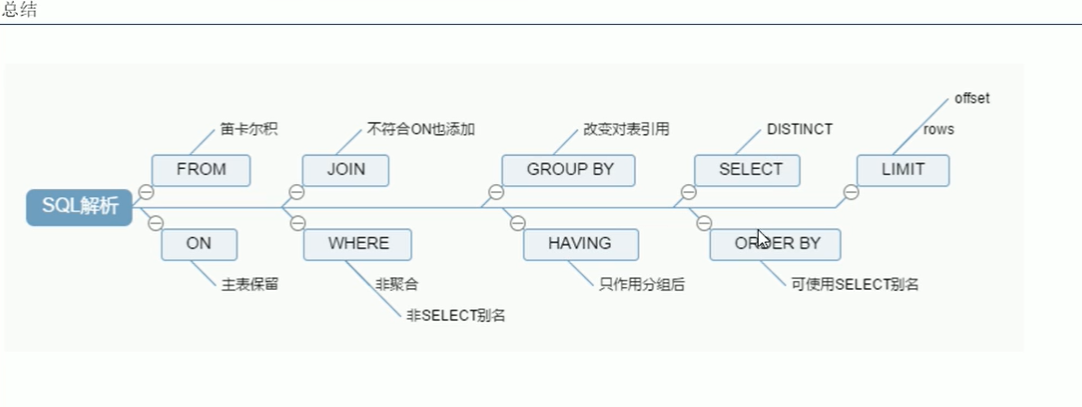 总结
SQL解析
FROM
笛卡尔积
ON
主表保留
JOIN
不符合ON也添加
WHERE
非聚合
非SELECT别名
GROUP BY
改变对表引用
HAVING
只作用分组后
SELECT
DISTINCT
ORDER BY
可使用SELECT别名
LIMIT
offset
rows